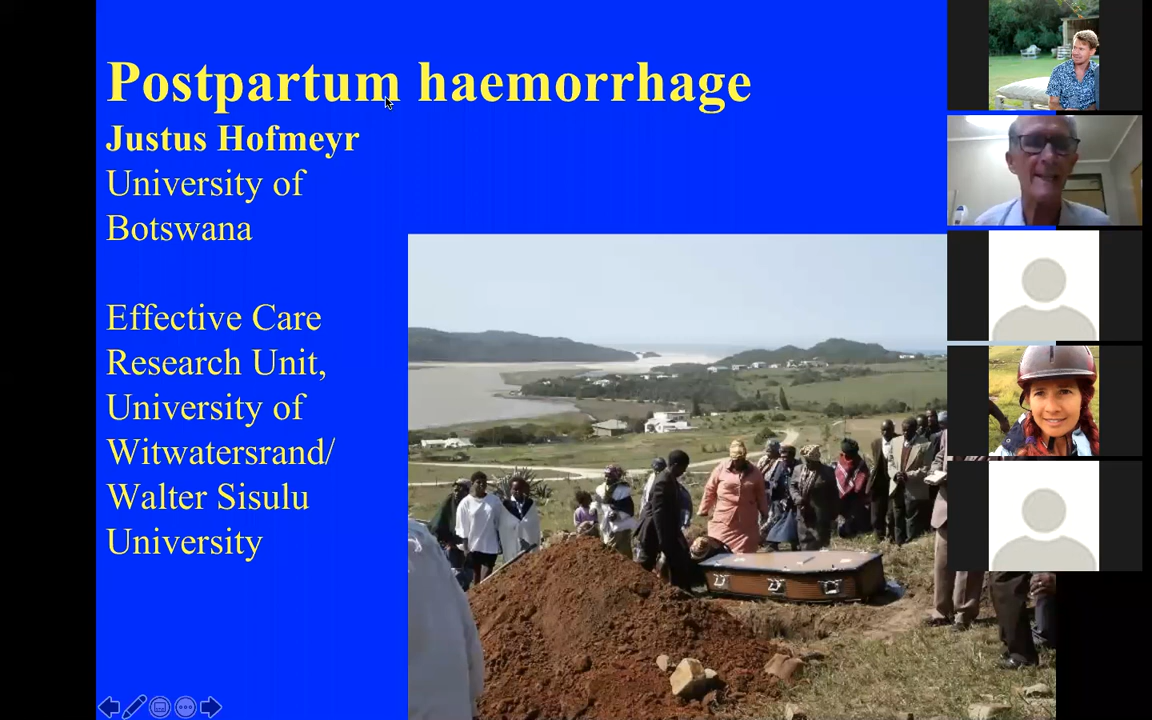 Postpartum haemorrhage
Justus Hofmeyr
University of
Botswana
Effective Care
Research Unit,
University of
Witwatersrand/
Walter Sisulu
University